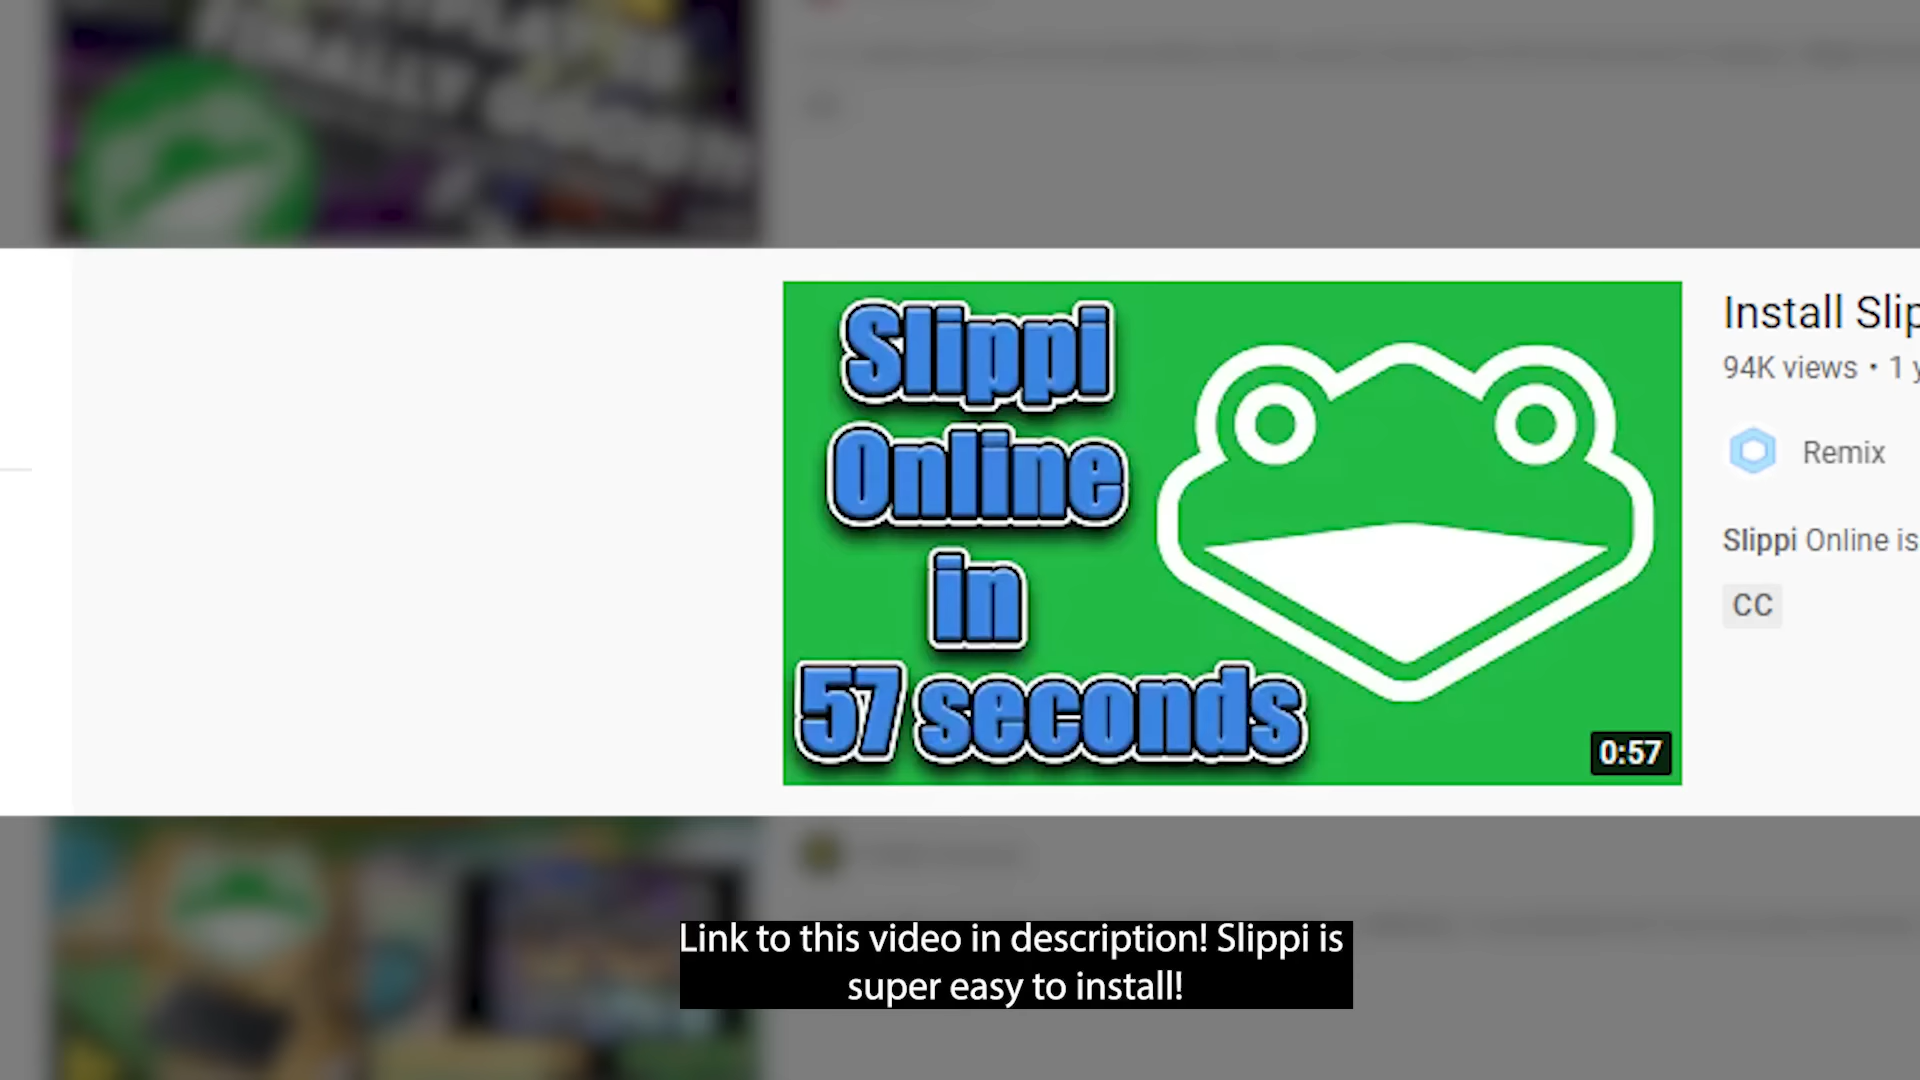 FINALLY
Slippi
Online
in
57 seconds
0:57
Install Slip
94K views • 1 y
Remix
Slippi Online is
CC
Link to this video in description! Slippi is
super easy to install!